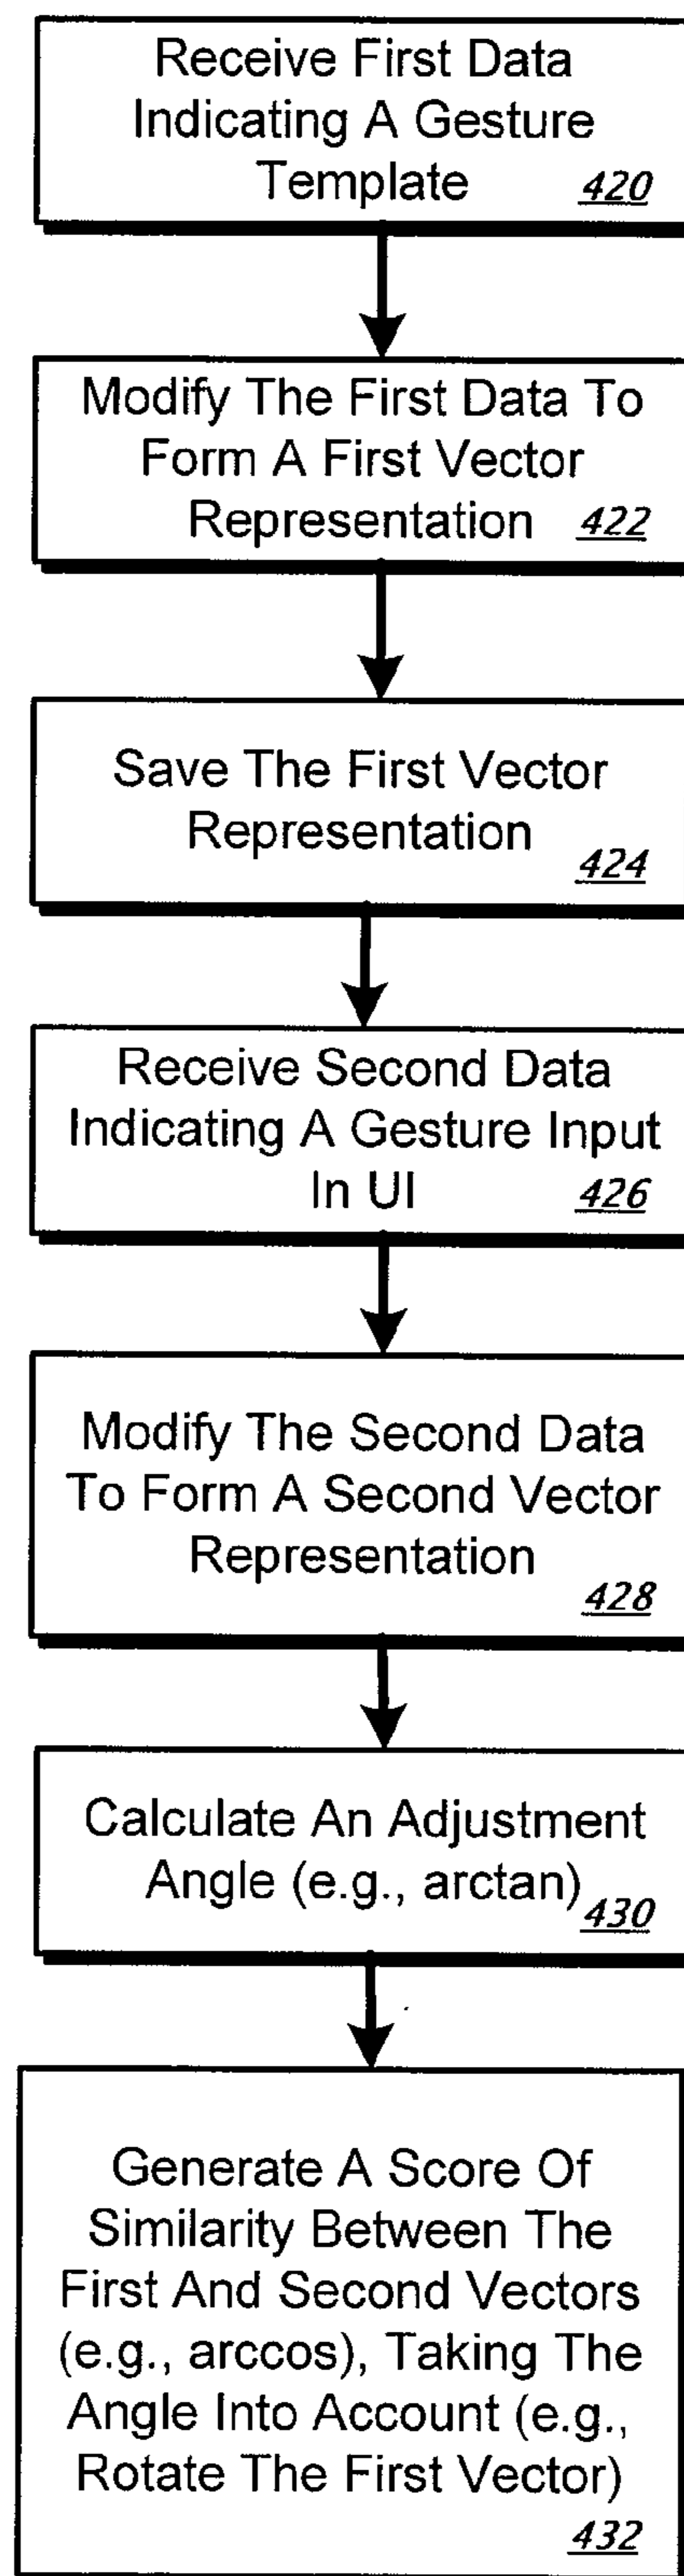 Receive First Data
Indicating A Gesture
Template 420
Modify The First Data To
Form A First Vector
Representation 422
Save The First Vector
Representation
424
Receive Second Data
Indicating A Gesture Input
In UI 426
Modify The Second Data
To Form A Second Vector
Representation
428
Calculate An Adjustment
Angle (e.g., arctan) 430
Generate A Score Of
Similarity Between The
First And Second Vectors
(e.g., arccos), Taking The
Angle Into Account (e.g.,
Rotate The First Vector)
432